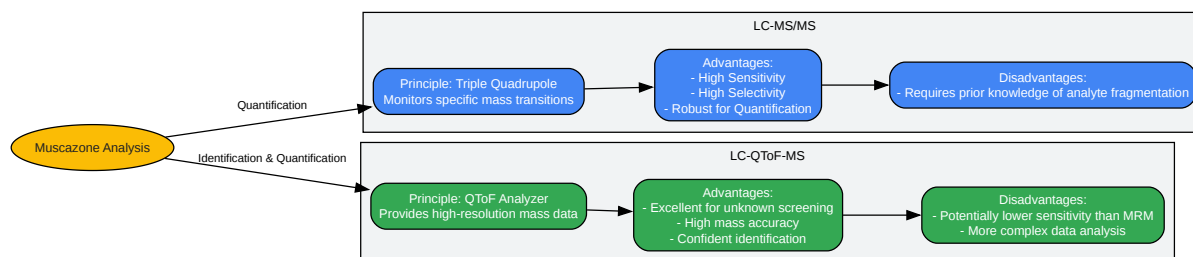 LC-MS/MS
Principle: Triple Quadrupole
Monitors specific mass transitions
Advantages:
- High Sensitivity
- High Selectivity
- Robust for Quantification
Disadvantages:
- Requires prior knowledge of analyte fragmentation
Quantification
Muscazone Analysis
Identification & Quantification
LC-QToF-MS
Principle: QToF Analyzer
Provides high-resolution mass data
Advantages:
- Excellent for unknown screening
- High mass accuracy
- Confident identification
Disadvantages:
- Potentially lower sensitivity than MRM
- More complex data analysis